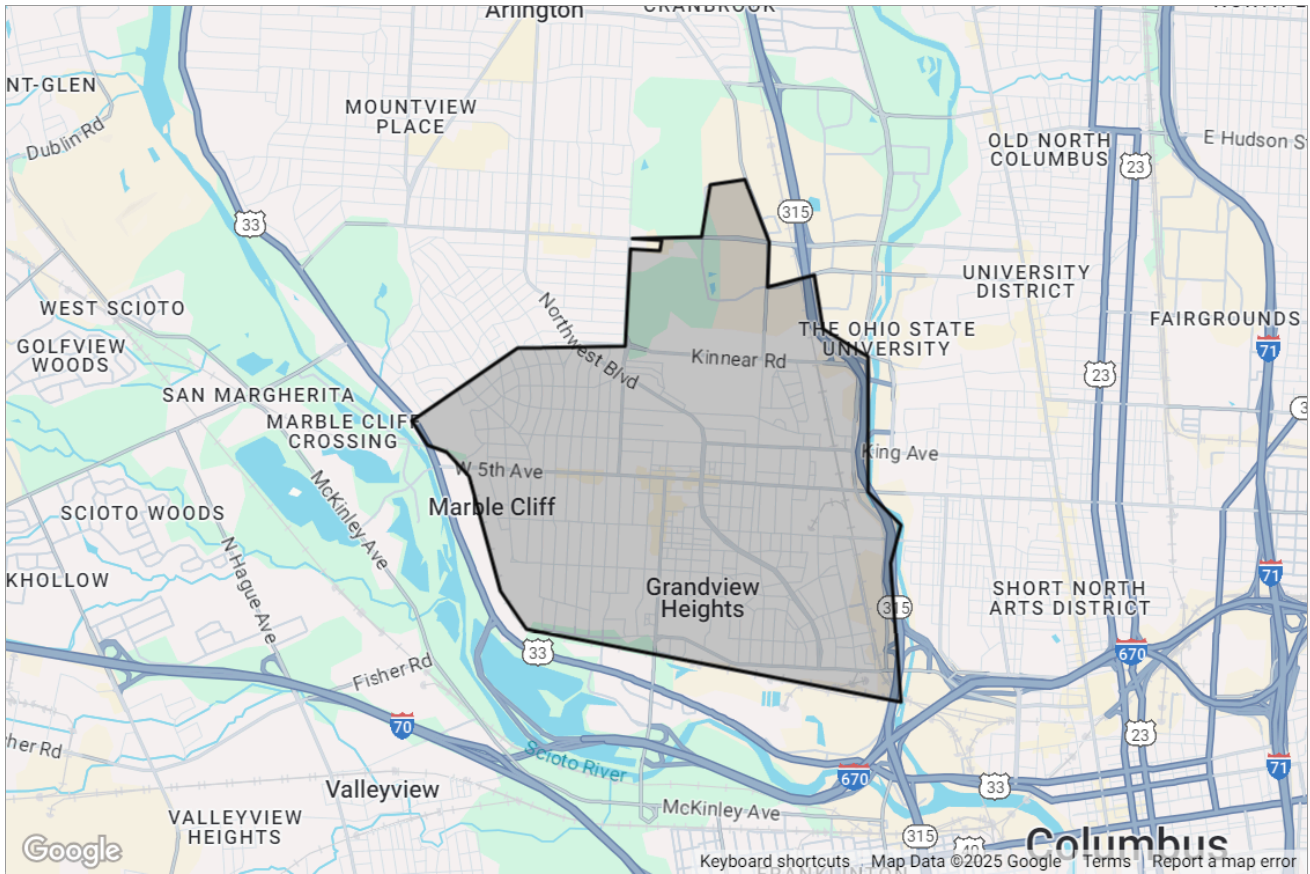 Arlington
CRANBROOK
NT-GLEN
MOUNTVIEW
PLACE
Dublin Rd
OLD NORTH
COLUMBUS
E Hudson S
23
33
315
UNIVERSITY
DISTRICT
WEST SCIOTO
GOLFVIEW
WOODS
Northwest Blvd
THE OHIO STATE
UNIVERSITY
FAIRGROUNDS
71
Kinnear Rd
23
SAN MARGHERITA
MARBLE CLIFF
CROSSING
3
King Ave
W 5th Ave
Marble Cliff
McKinley Ave
SCIOTO WOODS
N Hague Ave
KHOLLOW
Grandview
Heights
SHORT NORTH
ARTS DISTRICT
71
315
33
670
Fisher Rd
70
23
her Rd
Scioto River
670
71
33
Valleyview
McKinley Ave
VALLEYVIEW
HEIGHTS
315
40
Columbus
Google
Keyboard shortcuts
Map Data ©2025 Google
Terms
Report a map error
FRANKLINTON